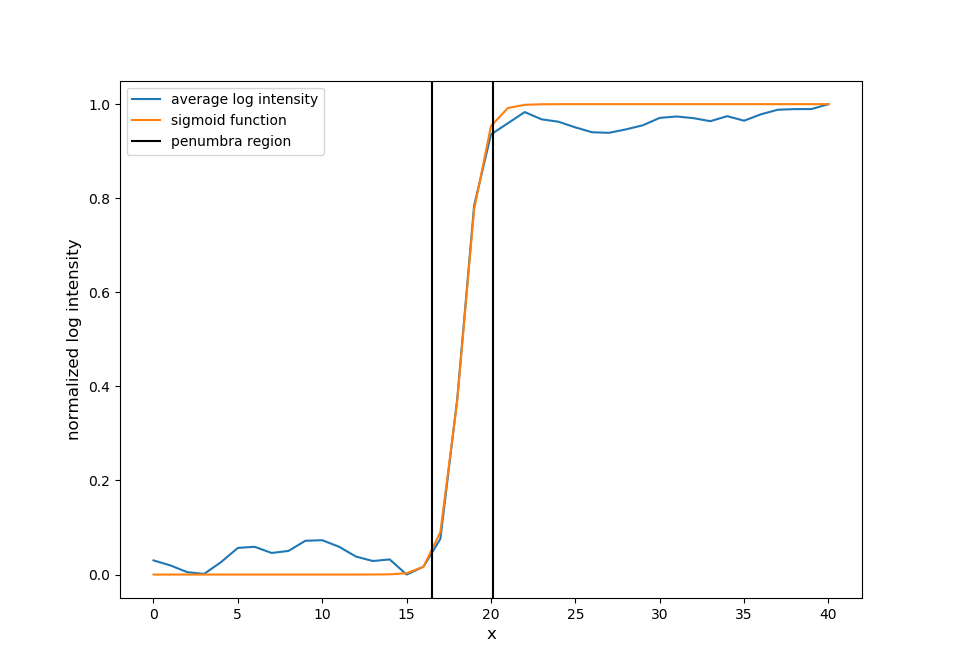 average log intensity
sigmoid function
penumbra region
normalized log intensity
1.0
0.8
0.6
0.4
0.2
0.0
0 5 10 15 20 25 30 35 40
x